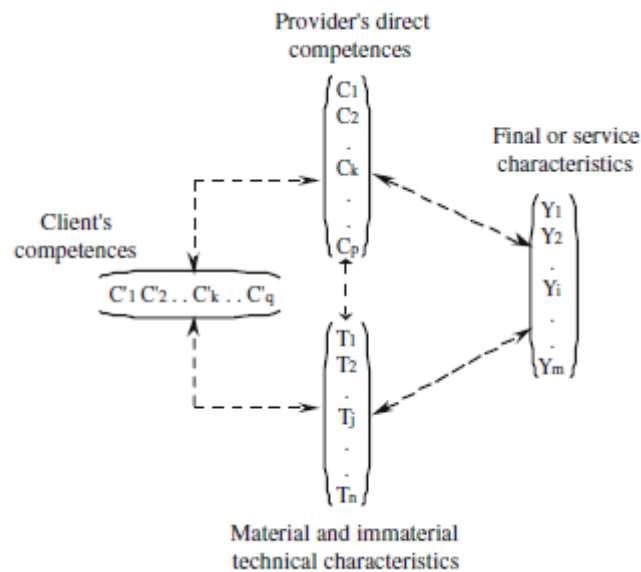 Provider's direct
competences
C1
C2
.
Ck
.
.
Cp
Final or service
characteristics
Y1
Y2
.
Yi
.
.
Ym
Client's
competences
C'1 C'2 . . C'k . . C'q
T1
T2
.
Tj
.
.
Tn
Material and immaterial
technical characteristics